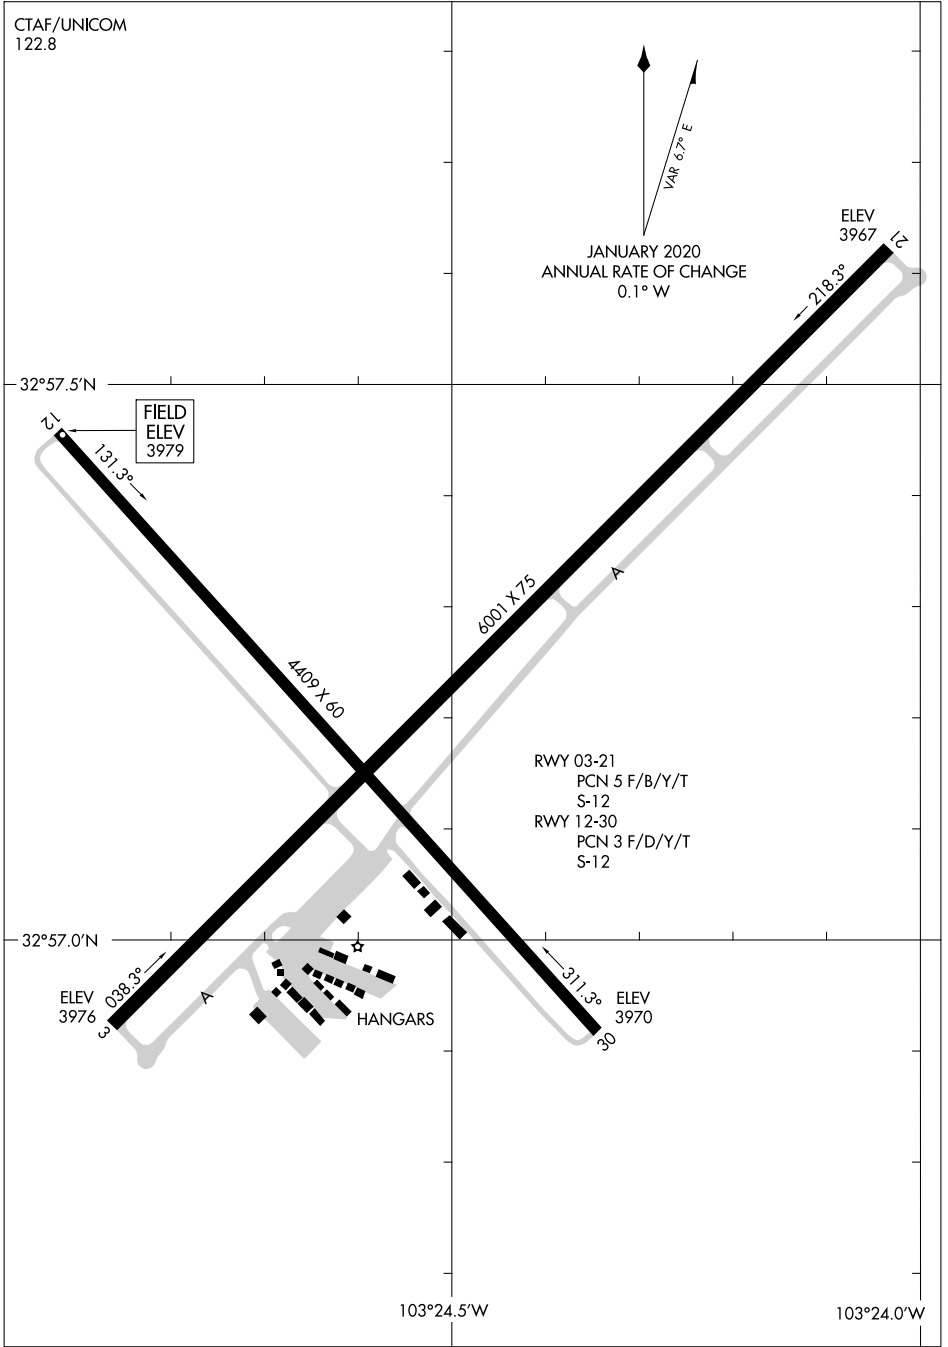 CTAF/UNICOM
122.8
VAR 6.7° E
JANUARY 2020
ANNUAL RATE OF CHANGE
0.1° W
ELEV
3967
21
218.3°
32°57.5'N
12
FIELD
ELEV
3979
131.3°
6001 X 75
A
4409 X 60
RWY 03-21
PCN 5 F/B/Y/T
S-12
RWY 12-30
PCN 3 F/D/Y/T
S-12
32°57.0'N
038.3°
ELEV
3976
3
A
HANGARS
311.3°
ELEV
3970
30
103°24.5'W
103°24.0'W